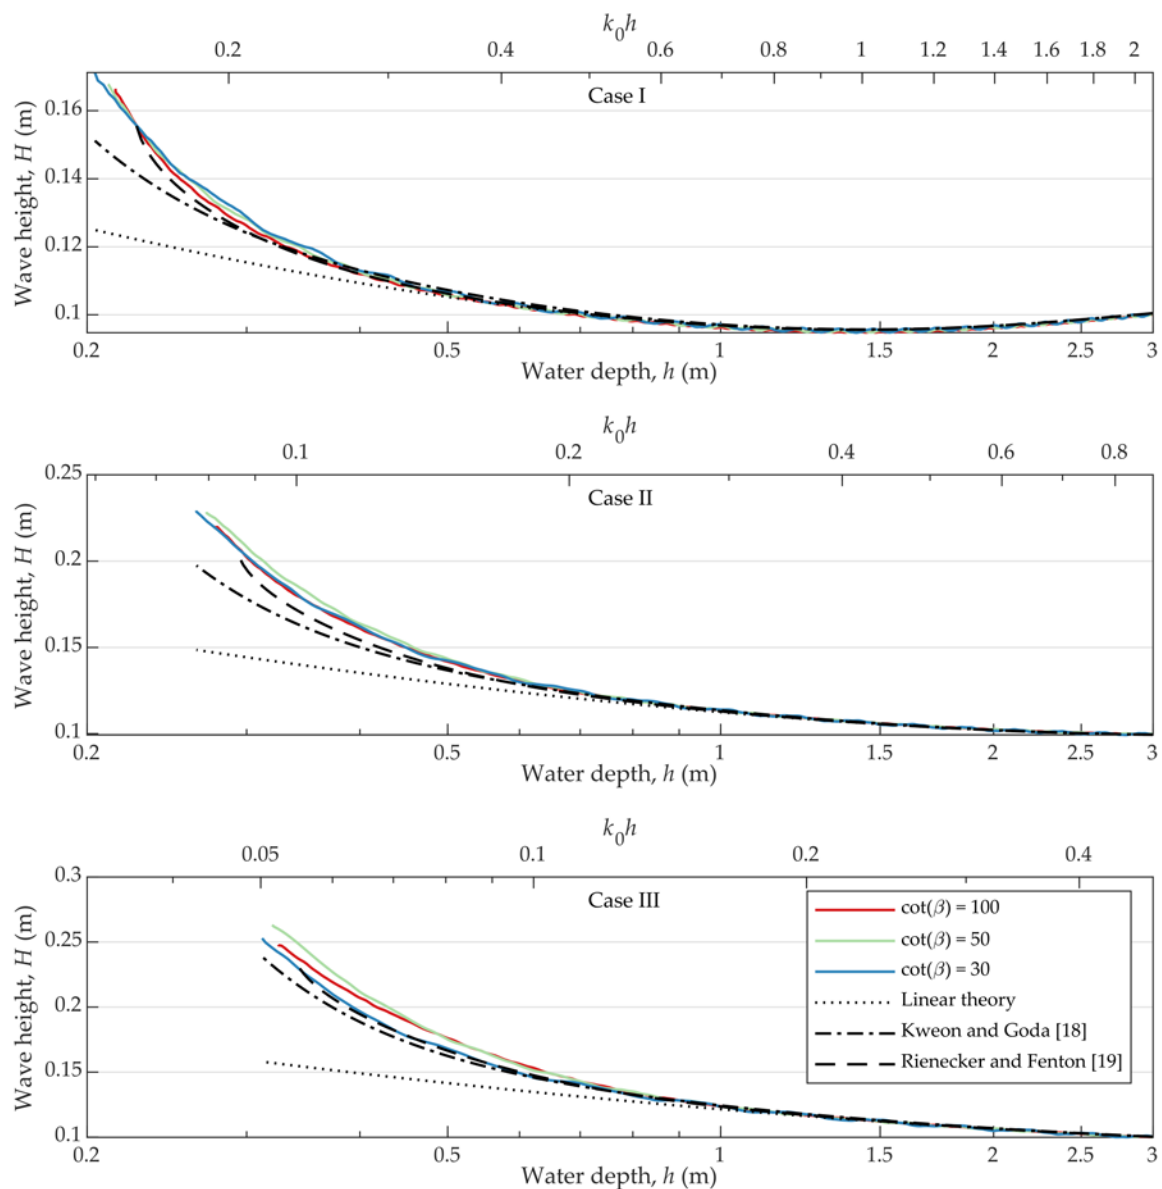 k0h
0.2 0.4 0.6 0.8 1 1.2 1.4 1.6 1.8 2
Case I
Wave height, H (m)
0.16
0.14
0.12
0.1
0.2 0.5 1 1.5 2 2.5 3
Water depth, h (m)
k0h
0.1 0.2 0.4 0.6 0.8
Case II
Wave height, H (m)
0.25
0.2
0.15
0.1
0.2 0.5 1 1.5 2 2.5 3
Water depth, h (m)
k0h
0.05 0.1 0.2 0.4
Case III
Wave height, H (m)
0.3
0.25
0.2
0.15
0.1
cot(β) = 100
cot(β) = 50
cot(β) = 30
Linear theory
Kweon and Goda [18]
Rienecker and Fenton [19]
0.2 0.5 1 1.5 2 2.5 3
Water depth, h (m)